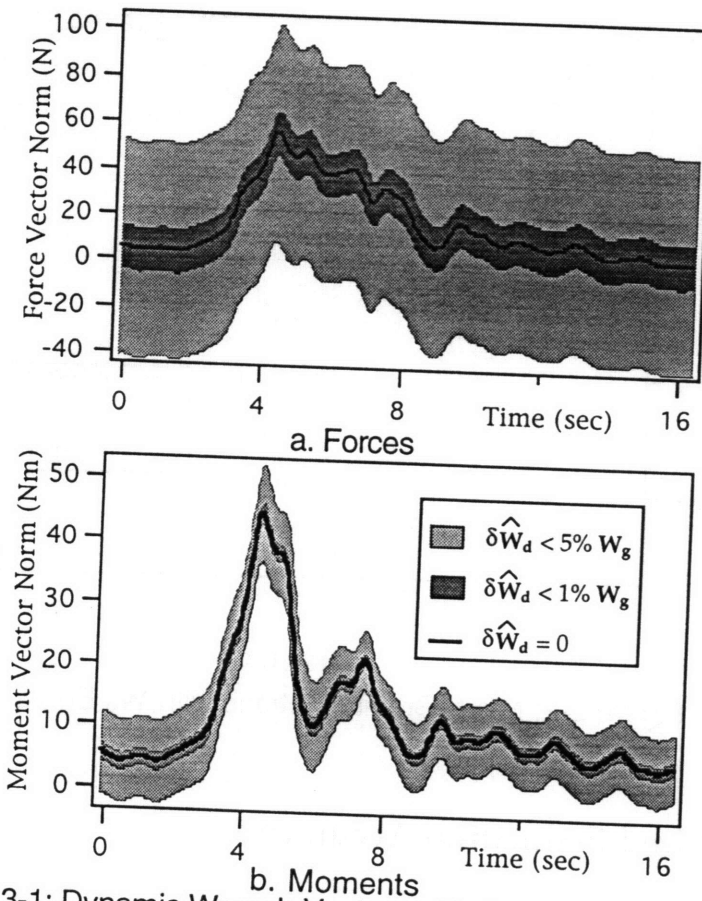 Force Vector Norm (N)
100
80
60
40
20
0
-20
-40
0
4
8
Time (sec)
16
a. Forces
Moment Vector Norm (Nm)
50
40
30
20
10
0
δŴd < 5% Wg
δŴd < 1% Wg
δŴd = 0
0
4
8
Time (sec)
16
b. Moments
3-1: Dynamic